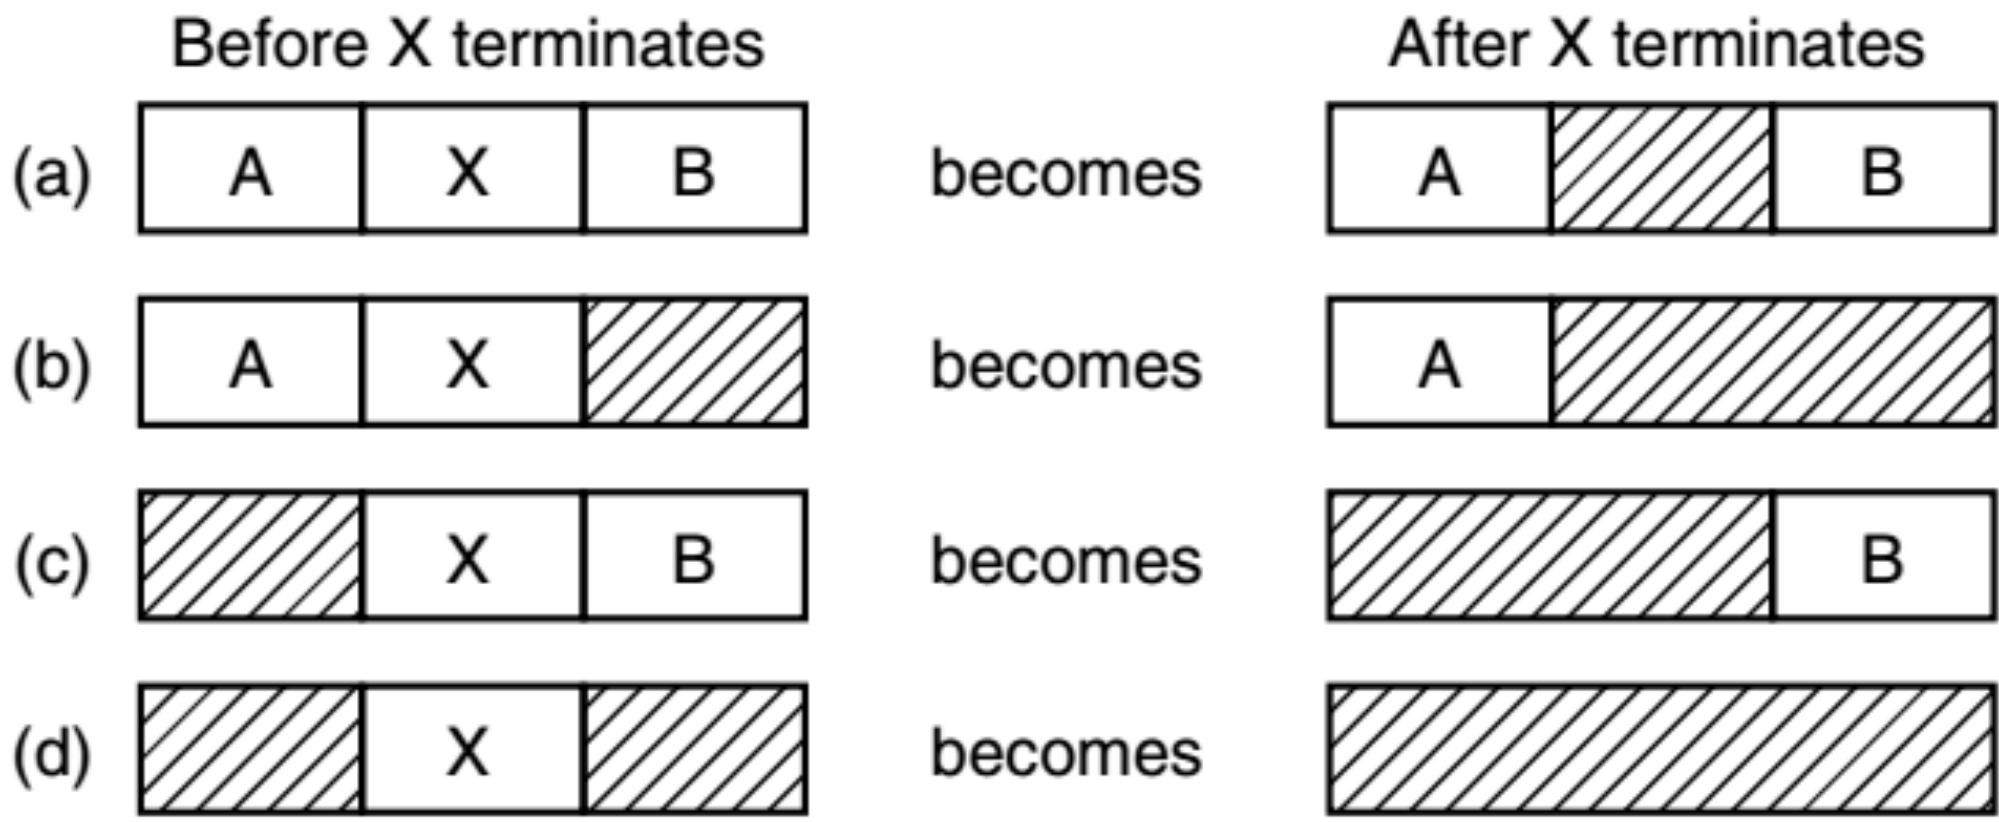 Before X terminates After X terminates
(a) A X B becomes A B
(b) A X becomes A
(c) X B becomes B
(d) X becomes